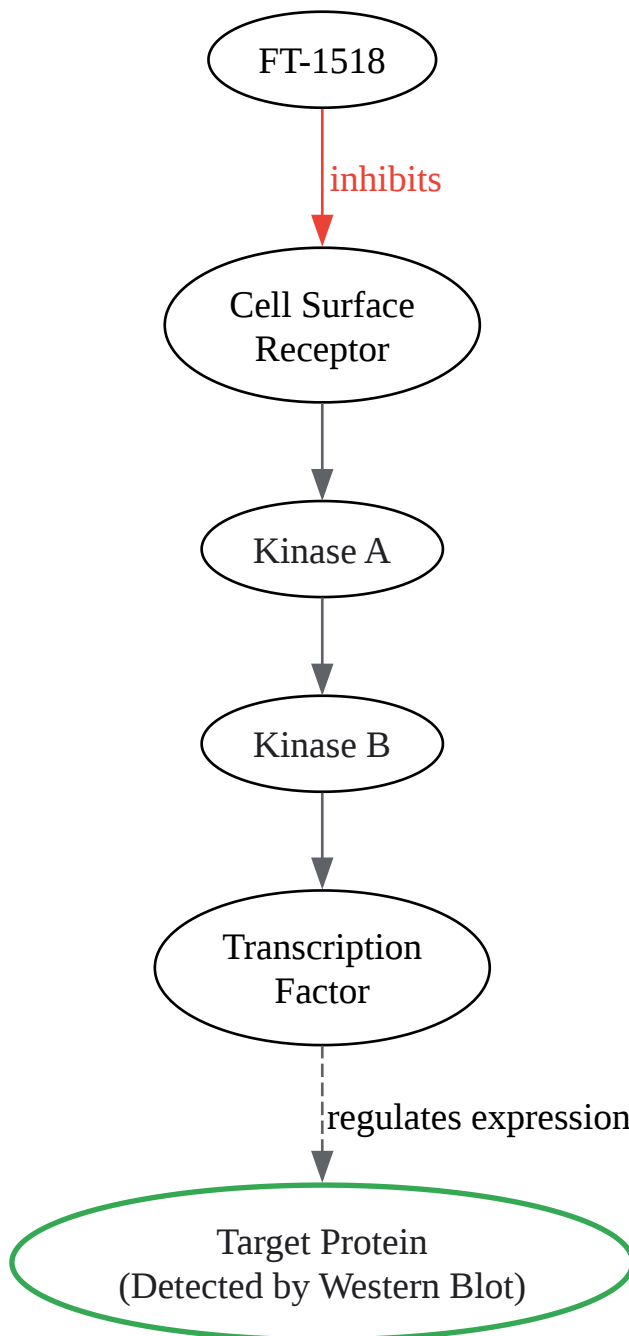 FT-1518
inhibits
Cell Surface
Receptor
Kinase A
Kinase B
Transcription
Factor
regulates expression
Target Protein
(Detected by Western Blot)